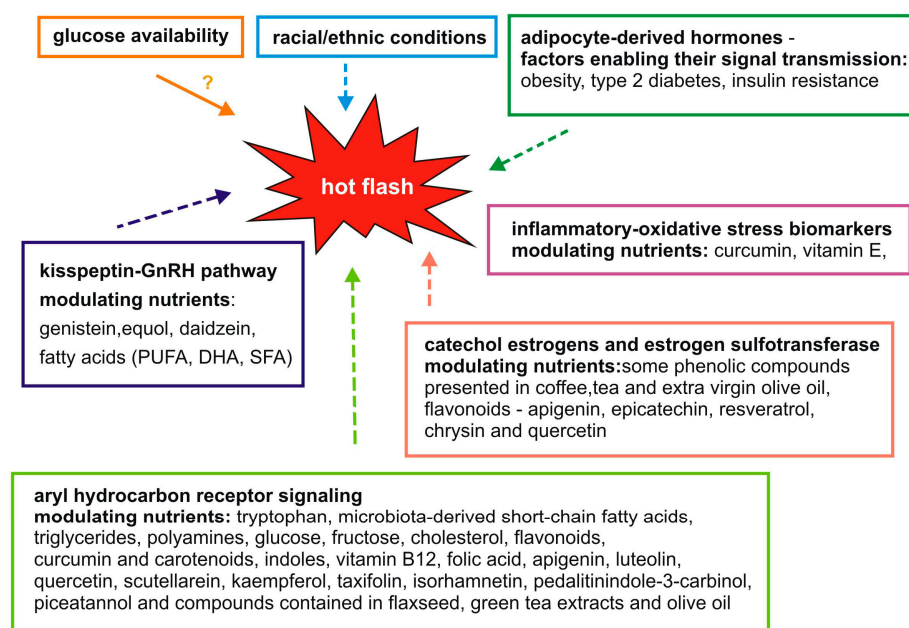 glucose availability
racial/ethnic conditions
adipocyte-derived hormones -
factors enabling their signal transmission:
obesity, type 2 diabetes, insulin resistance
?
hot flash
inflammatory-oxidative stress biomarkers
modulating nutrients: curcumin, vitamin E,
kisspeptin-GnRH pathway
modulating nutrients:
genistein,equol, daidzein,
fatty acids (PUFA, DHA, SFA)
catechol estrogens and estrogen sulfotransferase
modulating nutrients:some phenolic compounds
presented in coffee,tea and extra virgin olive oil,
flavonoids - apigenin, epicatechin, resveratrol,
chrysin and quercetin
aryl hydrocarbon receptor signaling
modulating nutrients: tryptophan, microbiota-derived short-chain fatty acids,
triglycerides, polyamines, glucose, fructose, cholesterol, flavonoids,
curcumin and carotenoids, indoles, vitamin B12, folic acid, apigenin, luteolin,
quercetin, scutellarein, kaempferol, taxifolin, isorhamnetin, pedalitinindole-3-carbinol,
piceatannol and compounds contained in flaxseed, green tea extracts and olive oil